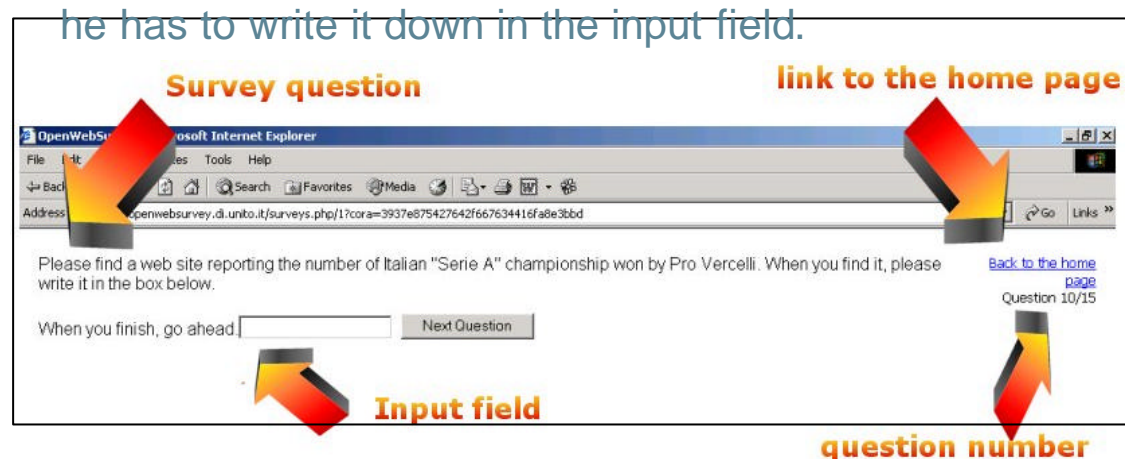 he has to write it down in the input field.
Survey question
link to the home page
Microsoft Internet Explorer
File
Tools Help
Search Favorites Media
Address
openwebsurvey.di.unito.it/surveys.php/1?cora=3937e875427642f667634416fa8e3bbd
Go Links »
Please find a web site reporting the number of Italian "Serie A" championship won by Pro Vercelli. When you find it, please
write it in the box below.
Back to the home
page
Question 10/15
When you finish, go ahead.
Next Question
Input field
question number